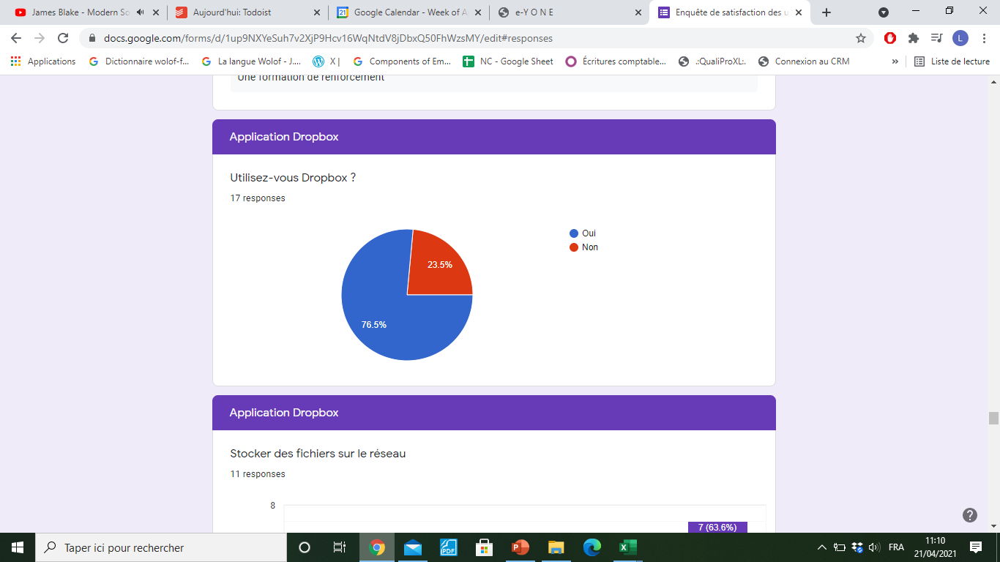 James Blake - Modern So
Aujourd'hui: Todoist
Google Calendar - Week of A
e-Y O N E
Enquête de satisfaction des u
docs.google.com/forms/d/1up9NXYeSuh7v2XjP9Hcv16WqNtdV8jDbxQ50FhWzsMY/edit#responses
L
Applications
Dictionnaire wolof-f...
La langue Wolof - J....
X |
Components of Em...
NC - Google Sheet
Écritures comptable...
.:QualiProXL:.
Connexion au CRM
»
Liste de lecture
Une formation de renforcement
Application Dropbox
Utilisez-vous Dropbox ?
17 responses
Oui
Non
23.5%
76.5%
Application Dropbox
Stocker des fichiers sur le réseau
11 responses
8
7 (63.6%)
Taper ici pour rechercher
PDF
FRA
11:10
21/04/2021